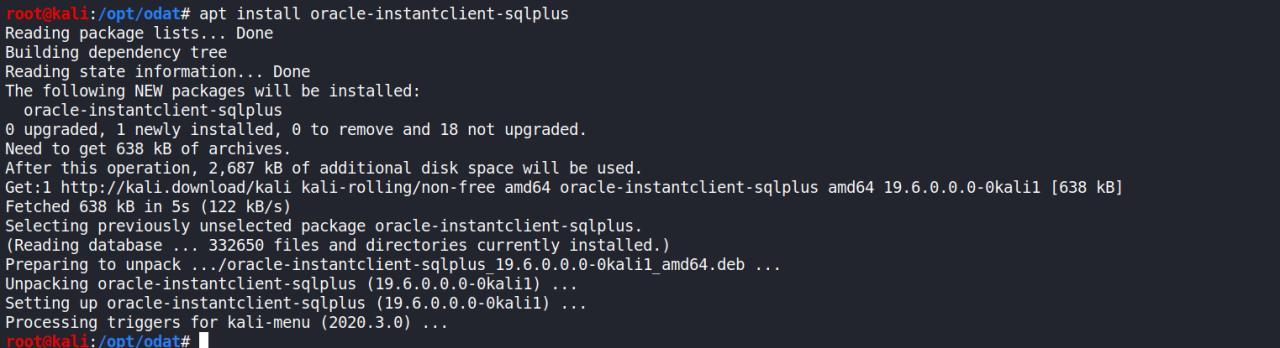 root@kali:/opt/odat# apt install oracle-instantclient-sqlplus
Reading package lists... Done
Building dependency tree
Reading state information... Done
The following NEW packages will be installed:
  oracle-instantclient-sqlplus
0 upgraded, 1 newly installed, 0 to remove and 18 not upgraded.
Need to get 638 kB of archives.
After this operation, 2,687 kB of additional disk space will be used.
Get:1 http://kali.download/kali kali-rolling/non-free amd64 oracle-instantclient-sqlplus amd64 19.6.0.0.0-0kali1 [638 kB]
Fetched 638 kB in 5s (122 kB/s)
Selecting previously unselected package oracle-instantclient-sqlplus.
(Reading database ... 332650 files and directories currently installed.)
Preparing to unpack .../oracle-instantclient-sqlplus_19.6.0.0.0-0kali1_amd64.deb ...
Unpacking oracle-instantclient-sqlplus (19.6.0.0.0-0kali1) ...
Setting up oracle-instantclient-sqlplus (19.6.0.0.0-0kali1) ...
Processing triggers for kali-menu (2020.3.0) ...
root@kali:/opt/odat#